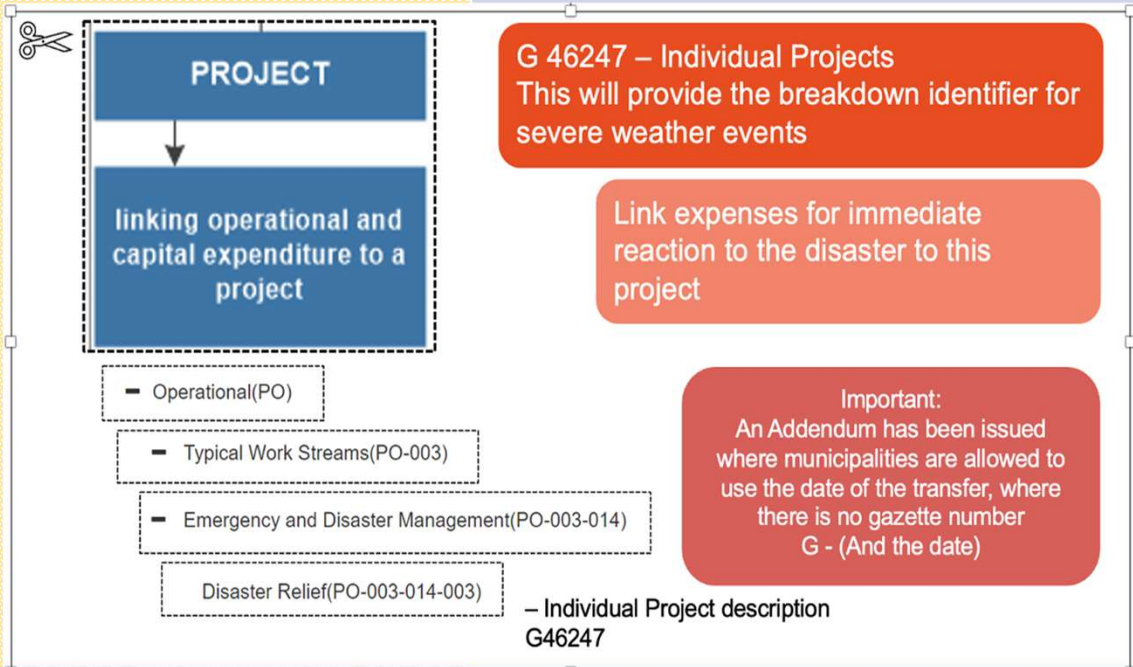 PROJECT
linking operational and
capital expenditure to a
project
G 46247 – Individual Projects
This will provide the breakdown identifier for
severe weather events
Link expenses for immediate
reaction to the disaster to this
project
Important:
An Addendum has been issued
where municipalities are allowed to
use the date of the transfer, where
there is no gazette number
G - (And the date)
– Operational(PO)
– Typical Work Streams(PO-003)
– Emergency and Disaster Management(PO-003-014)
Disaster Relief(PO-003-014-003)
– Individual Project description
G46247